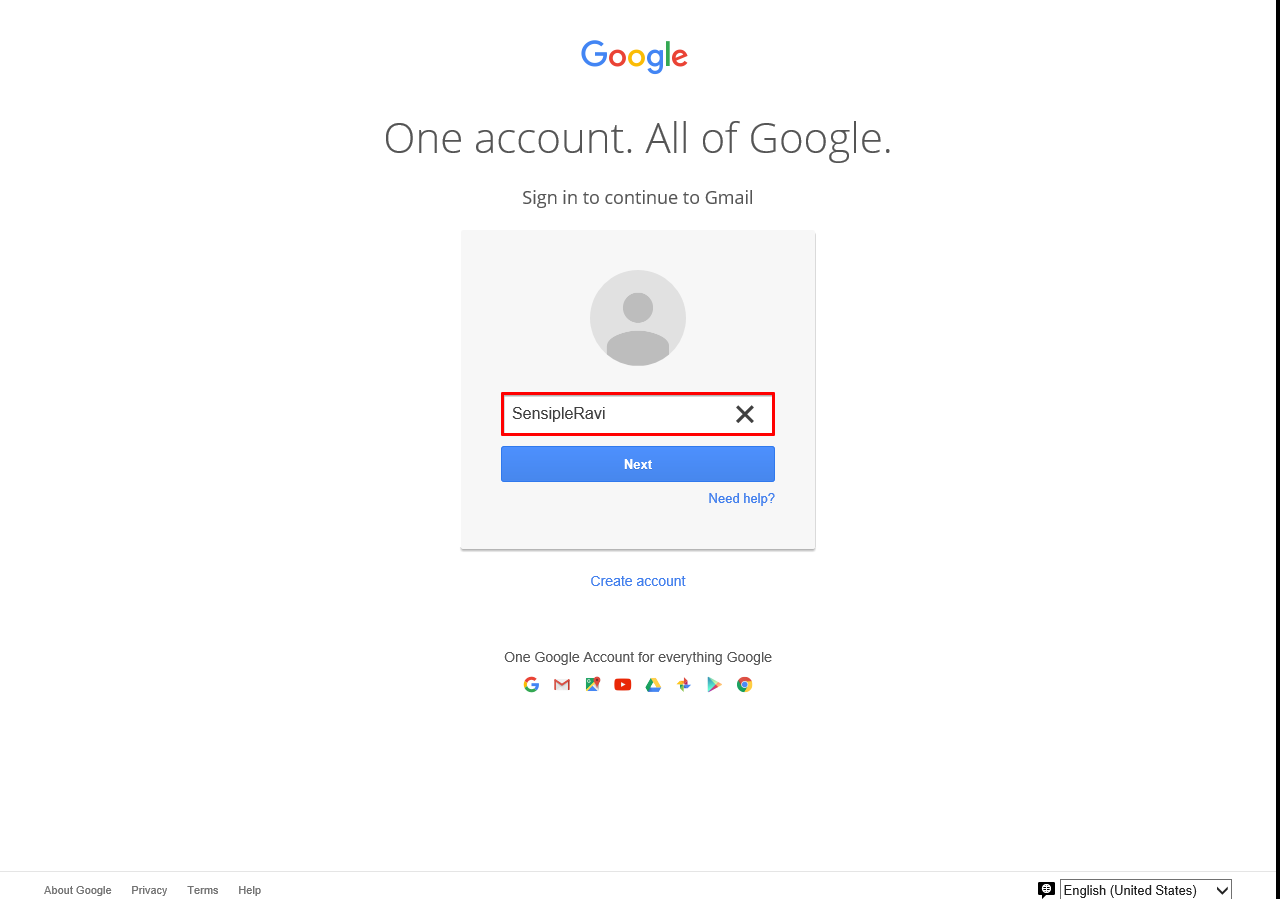 Google
One account. All of Google.
Sign in to continue to Gmail
SensipleRavi
Next
Need help?
Create account
One Google Account for everything Google
About Google Privacy Terms Help English (United States)